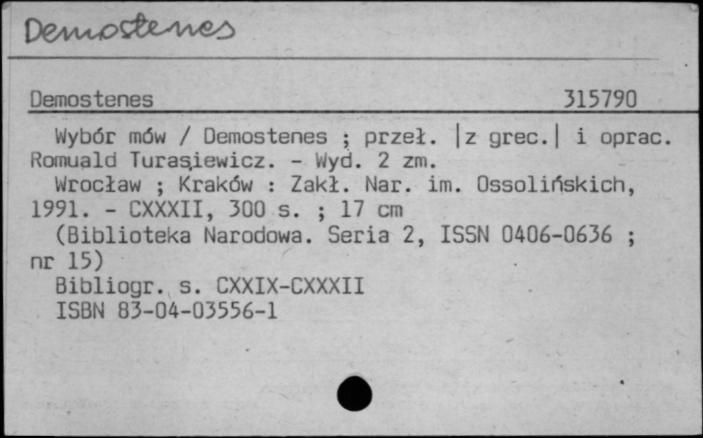 Demostenes
Demostenes 315790
Wybór mów / Demostenes ; przeł. |z grec.| i oprac.
Romuald Turasiewicz. - Wyd. 2 zm.
Wrocław ; Kraków : Zakł. Nar. im. Ossolińskich,
1991. - CXXXII, 300 s. ; 17 cm
(Biblioteka Narodowa. Seria 2, ISSN 0406-0636 ;
nr 15)
Bibliogr. s. CXXIX-CXXXII
ISBN 83-04-03556-1